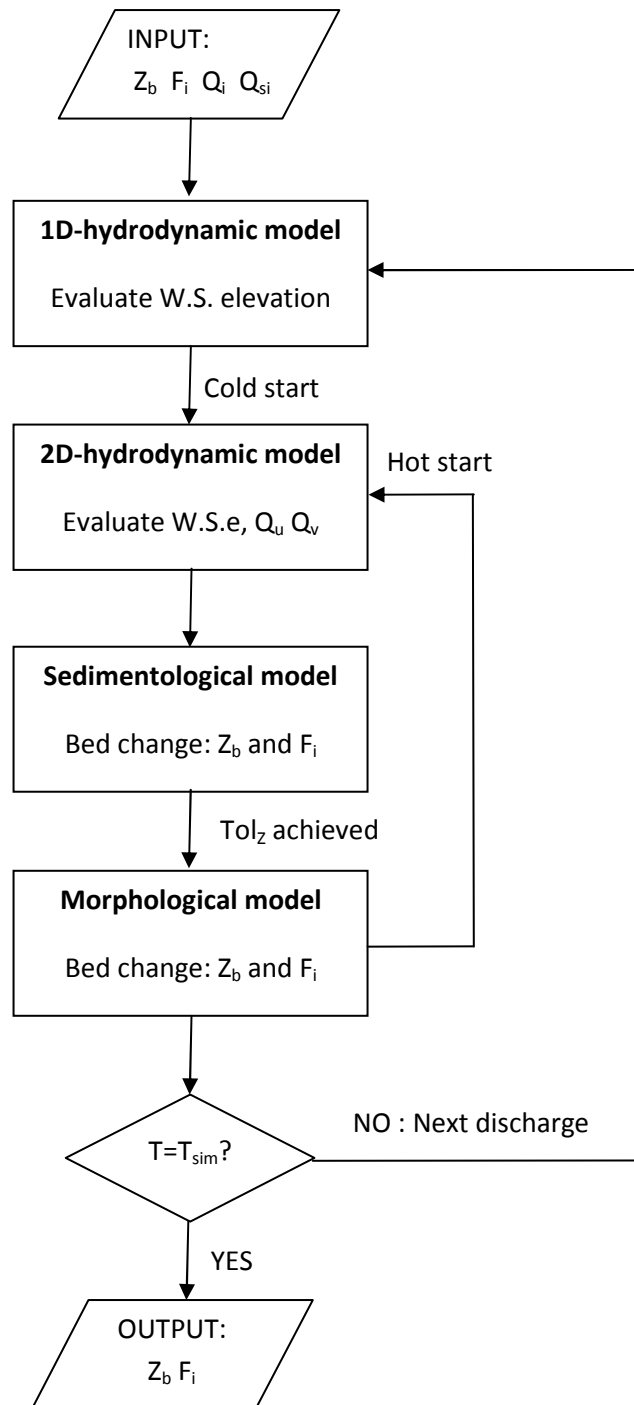 INPUT:
Z_b F_i Q_i Q_si
1D-hydrodynamic model
Evaluate W.S. elevation
Cold start
2D-hydrodynamic model
Hot start
Evaluate W.S.e, Q_u Q_v
Sedimentological model
Bed change: Z_b and F_i
Tol_Z achieved
Morphological model
Bed change: Z_b and F_i
NO : Next discharge
T=T_sim?
YES
OUTPUT:
Z_b F_i